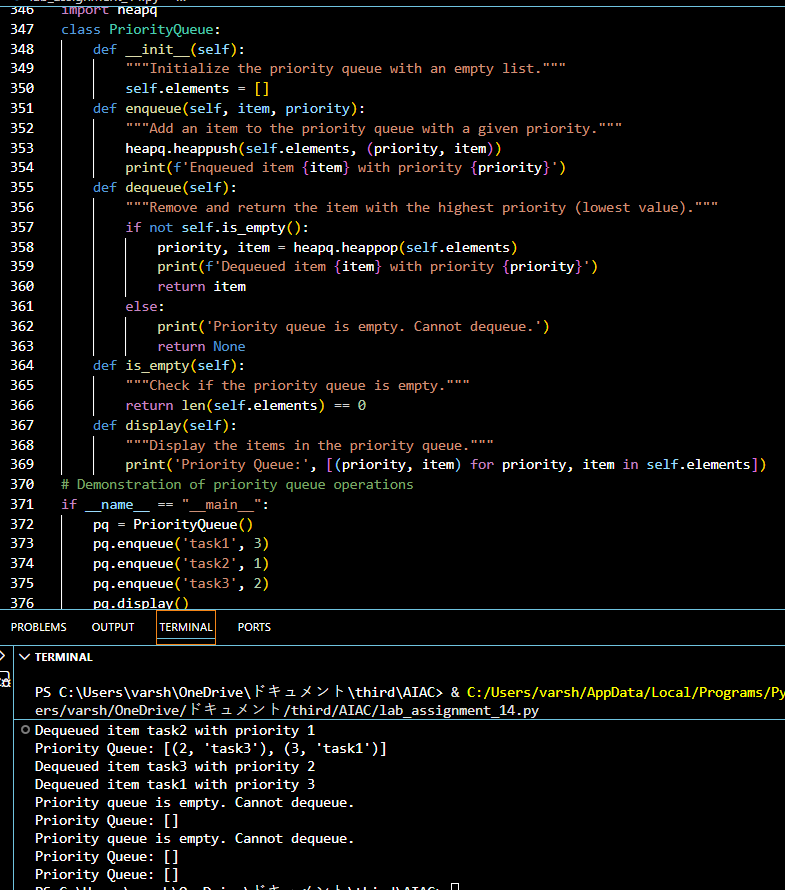 346 import heapq
347 class PriorityQueue:
348 def __init__(self):
349 """Initialize the priority queue with an empty list."""
350 self.elements = []
351 def enqueue(self, item, priority):
352 """Add an item to the priority queue with a given priority."""
353 heapq.heappush(self.elements, (priority, item))
354 print(f'Enqueued item {item} with priority {priority}')
355 def dequeue(self):
356 """Remove and return the item with the highest priority (lowest value)."""
357 if not self.is_empty():
358 priority, item = heapq.heappop(self.elements)
359 print(f'Dequeued item {item} with priority {priority}')
360 return item
361 else:
362 print('Priority queue is empty. Cannot dequeue.')
363 return None
364 def is_empty(self):
365 """Check if the priority queue is empty."""
366 return len(self.elements) == 0
367 def display(self):
368 """Display the items in the priority queue."""
369 print('Priority Queue:', [(priority, item) for priority, item in self.elements])
370 # Demonstration of priority queue operations
371 if __name__ == "__main__":
372 pq = PriorityQueue()
373 pq.enqueue('task1', 3)
374 pq.enqueue('task2', 1)
375 pq.enqueue('task3', 2)
376 pq.display()
PROBLEMS OUTPUT TERMINAL PORTS
TERMINAL
PS C:\Users\varsh\OneDrive\ドキュメント\third\AIAC> & C:/Users/varsh/AppData/Local/Programs/Py
ers/varsh/OneDrive/ドキュメント/third/AIAC/lab_assignment_14.py
Dequeued item task2 with priority 1
Priority Queue: [(2, 'task3'), (3, 'task1')]
Dequeued item task3 with priority 2
Dequeued item task1 with priority 3
Priority queue is empty. Cannot dequeue.
Priority Queue: []
Priority queue is empty. Cannot dequeue.
Priority Queue: []
Priority Queue: []
PS C:\Users\varsh\OneDrive\ドキュメント\third\AIAC>